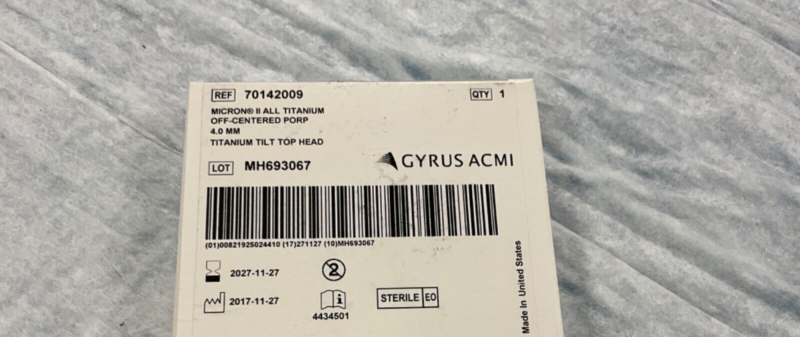 REF 70142009
QTY 1
MICRON® II ALL TITANIUM
OFF-CENTERED PORP
4.0 MM
TITANIUM TILT TOP HEAD
LOT MH693067
GYRUS ACMI
(01)00821925024410 (17)271127 (10)MH693067
2027-11-27
2
2017-11-27
i
4434501
STERILE EO
Made in United States